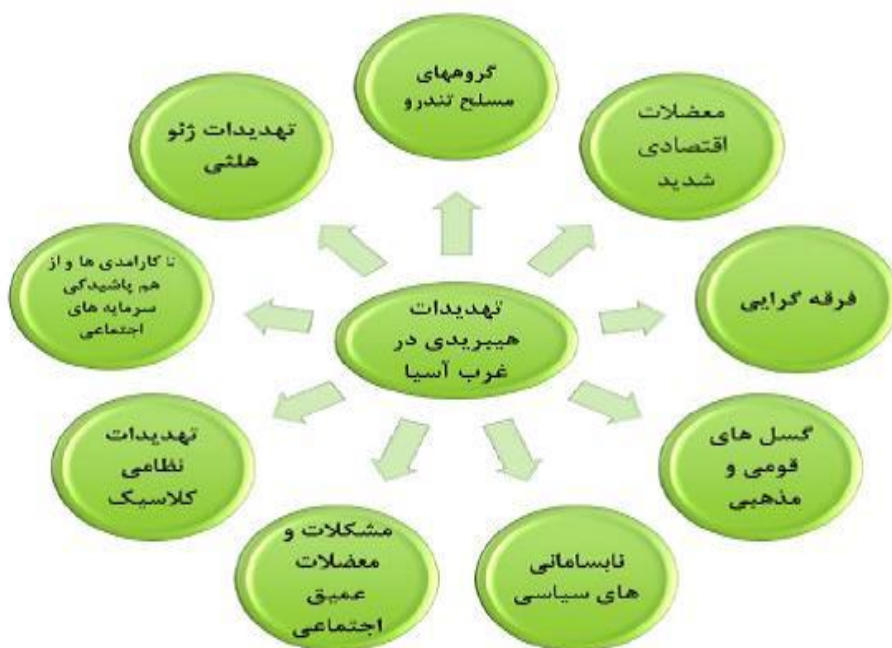 گروههای
مسلح تندرو
معضلات
اقتصادی
شدید
فرقه گرایی
گسل های
قومی و
مذهبی
نابسامانی
های سیاسی
مشکلات و
معضلات
عمیق
اجتماعی
تهدیدات
نظامی
کلاسیک
نا کارامدی ها و از
هم پاشیدگی
سرمایه های
اجتماعی
تهدیدات ژئو
هلثی
تهدیدات
هیبریدی در
غرب آسیا